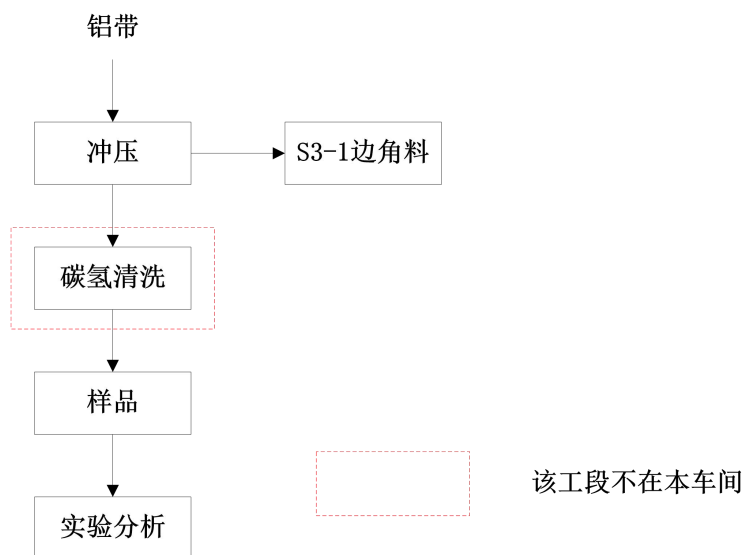 铝带
冲压
S3-1边角料
碳氢清洗
样品
该工段不在本车间
实验分析